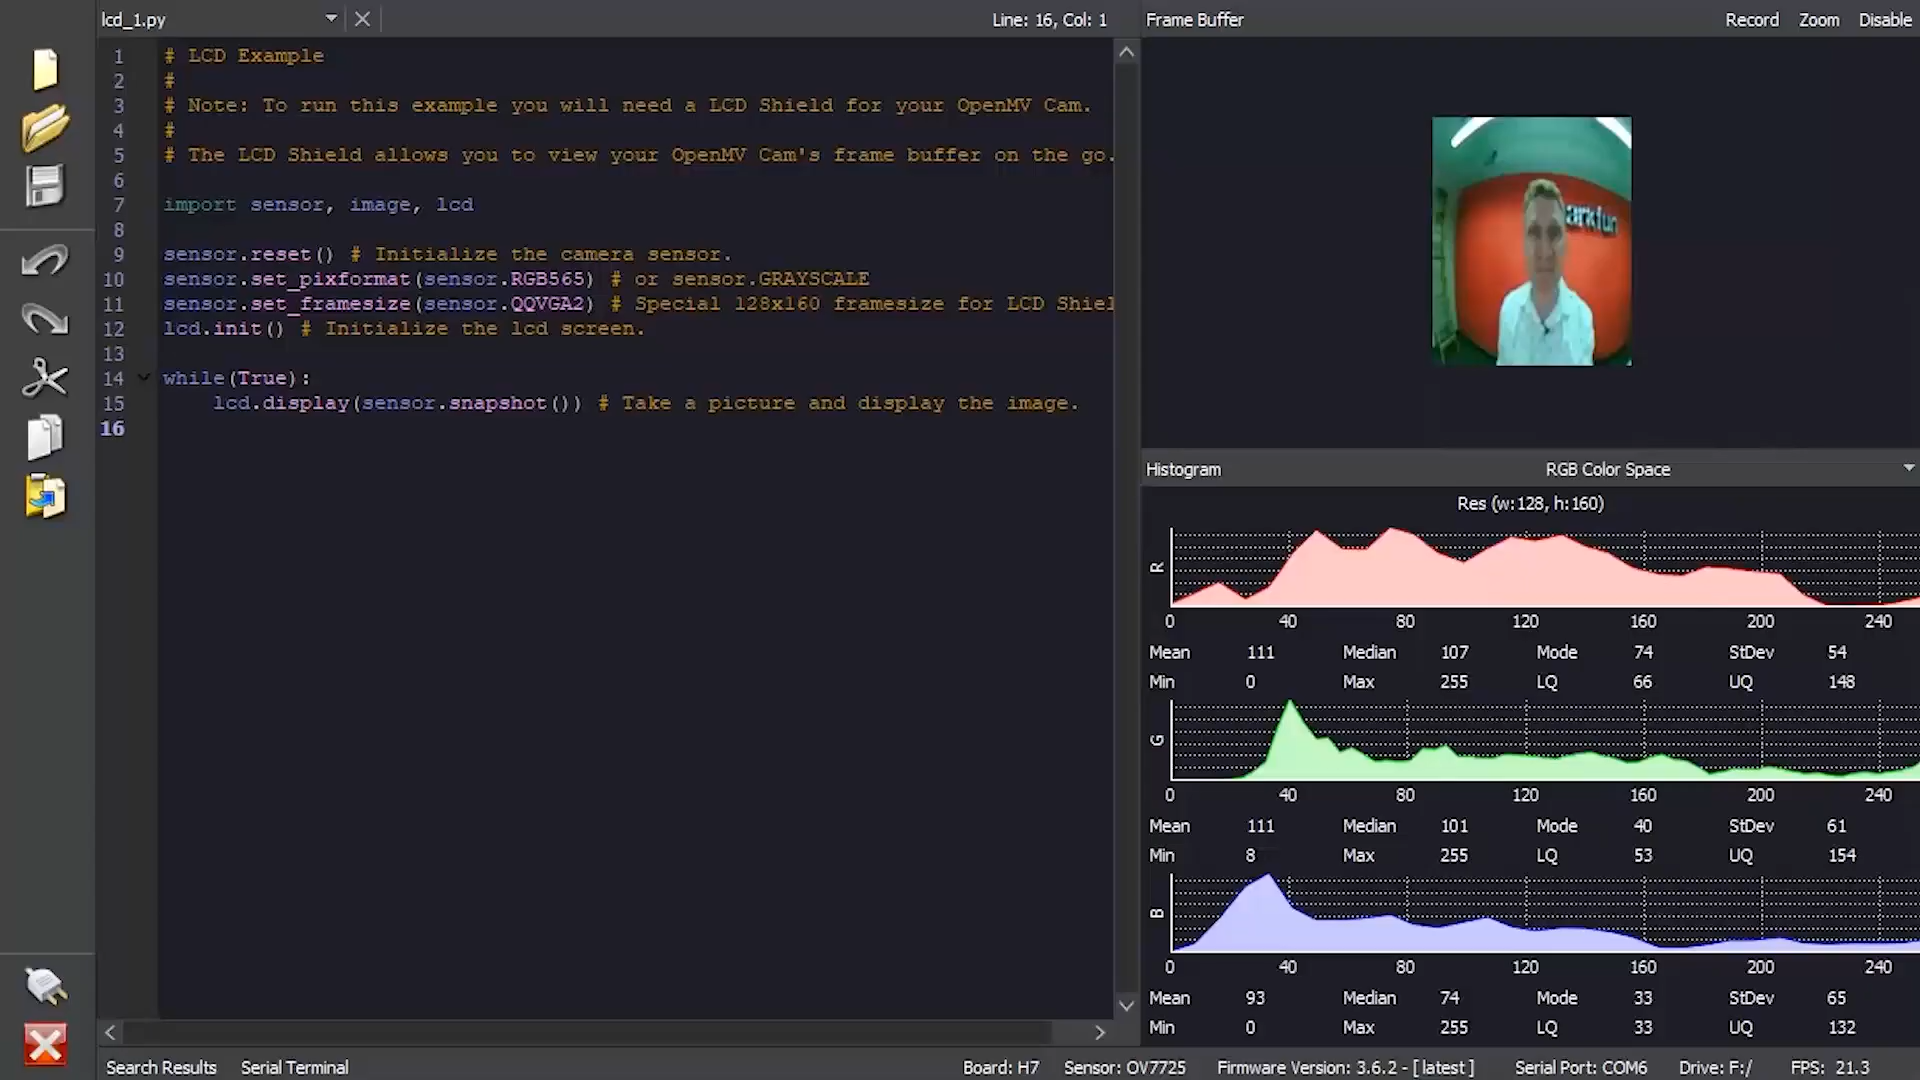 lcd_1.py
Line: 16, Col: 1
Frame Buffer
Record Zoom Disable
1 # LCD Example
2 #
3 # Note: To run this example you will need a LCD Shield for your OpenMV Cam.
4 #
5 # The LCD Shield allows you to view your OpenMV Cam's frame buffer on the go.
6
7 import sensor, image, lcd
8
9 sensor.reset() # Initialize the camera sensor.
10 sensor.set_pixformat(sensor.RGB565) # or sensor.GRAYSCALE
11 sensor.set_framesize(sensor.QQVGA2) # Special 128x160 framesize for LCD Shiel
12 lcd.init() # Initialize the lcd screen.
13
14 while(True):
15 lcd.display(sensor.snapshot()) # Take a picture and display the image.
16
arkfun
Histogram RGB Color Space
Res (w:128, h:160)
R
0 40 80 120 160 200 240
Mean 111 Median 107 Mode 74 StDev 54
Min 0 Max 255 LQ 66 UQ 148
G
0 40 80 120 160 200 240
Mean 111 Median 101 Mode 40 StDev 61
Min 8 Max 255 LQ 53 UQ 154
B
0 40 80 120 160 200 240
Mean 93 Median 74 Mode 33 StDev 65
Min 0 Max 255 LQ 33 UQ 132
Search Results Serial Terminal
Board: H7 Sensor: OV7725 Firmware Version: 3.6.2 - [ latest ] Serial Port: COM6 Drive: F:/ FPS: 21.3